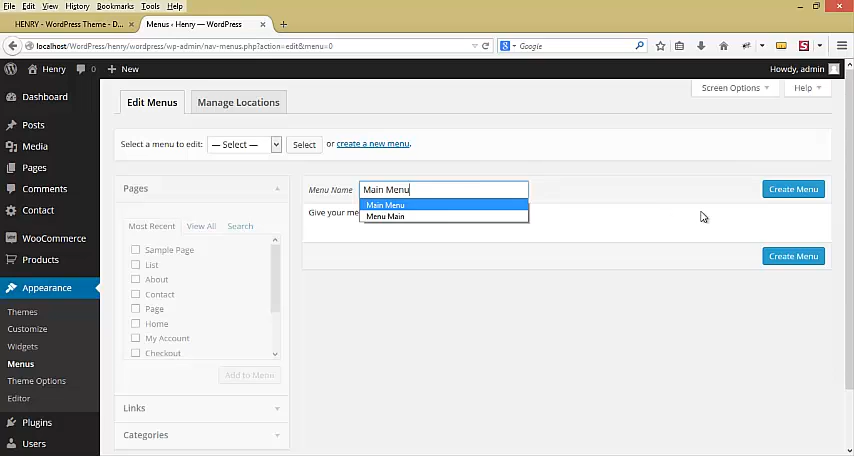 File Edit View History Bookmarks Tools Help
HENRY - WordPress Theme - D... × Menus ‹ Henry — WordPress × +
localhost/WordPress/henry/wordpress/wp-admin/nav-menus.php?action=edit&menu=0 Google
Henry 0 + New Howdy, admin
Screen Options Help
Dashboard
Posts
Media
Pages
Comments
Contact
WooCommerce
Products
Appearance
Themes
Customize
Widgets
Menus
Theme Options
Editor
Plugins
Users
Edit Menus Manage Locations
Select a menu to edit: — Select — Select or create a new menu.
Pages
Most Recent View All Search
Sample Page
List
About
Contact
Page
Home
My Account
Checkout
Add to Menu
Links
Categories
Menu Name Main Menu Create Menu
Main Menu
Menu Main
Give your me
Create Menu